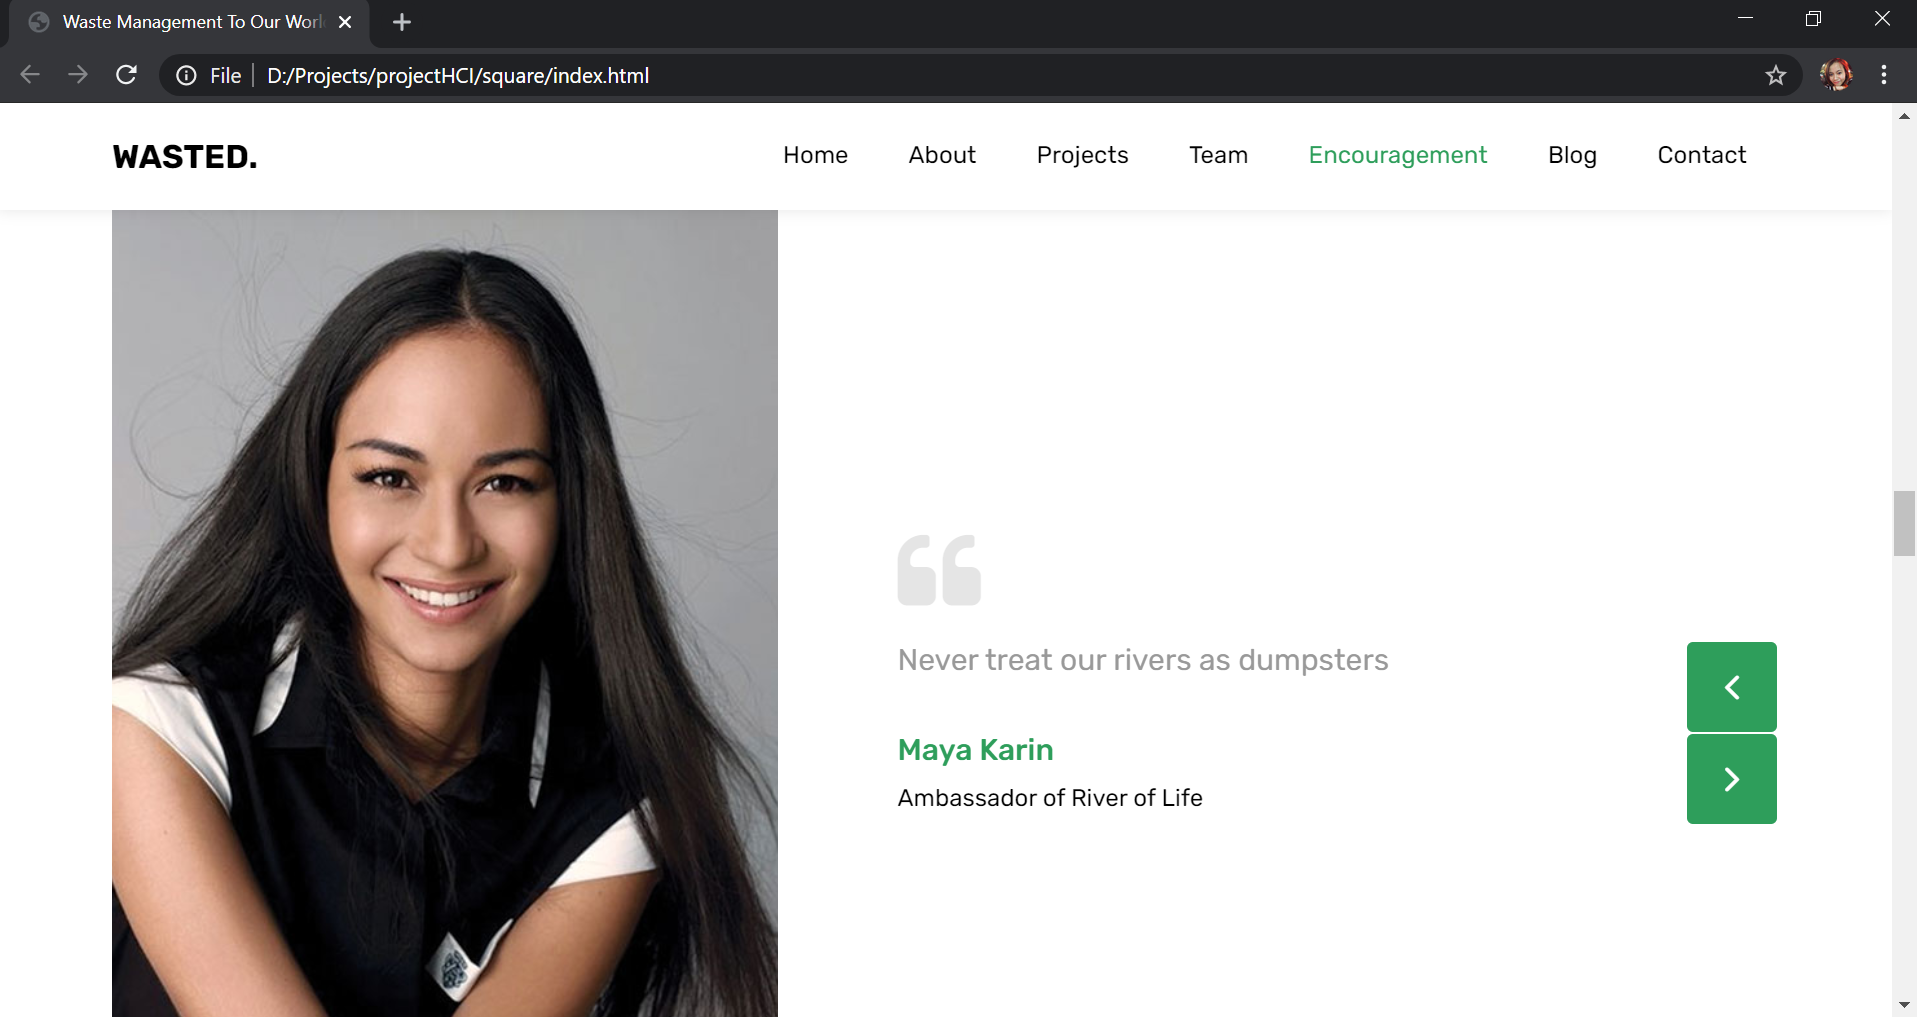 Waste Management To Our Worl
File D:/Projects/projectHCI/square/index.html
WASTED.
Home About Projects Team Encouragement Blog Contact
Never treat our rivers as dumpsters
Maya Karin
Ambassador of River of Life